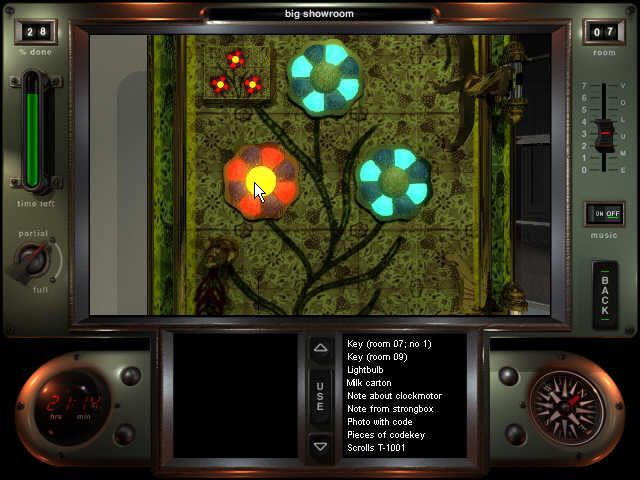 big showroom
28
% done
07
room
7
6
5
4
3
2
1
0
VOLUME
time left
ON OFF
music
partial
full
BACK
21:14
hrs min
USE
Key (room 07; no 1)
Key (room 09)
Lightbulb
Milk carton
Note about clockmotor
Note from strongbox
Photo with code
Pieces of codekey
Scrolls T-1001